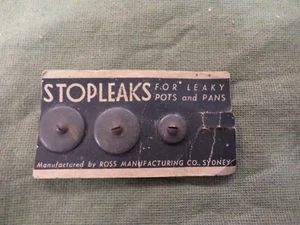 STOPLEAKS FOR LEAKY
POTS and PANS
Manufactured by ROSS MANUFACTURING CO., SYDNEY